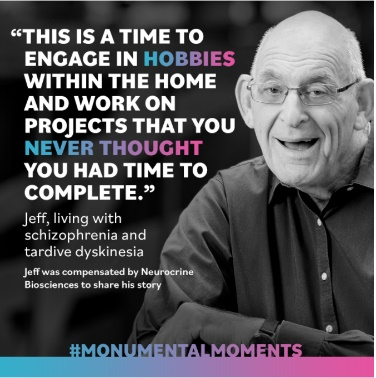 “THIS IS A TIME TO
ENGAGE IN HOBBIES
WITHIN THE HOME
AND WORK ON
PROJECTS THAT YOU
NEVER THOUGHT
YOU HAD TIME TO
COMPLETE.”
Jeff, living with
schizophrenia and
tardive dyskinesia
Jeff was compensated by Neurocrine
Biosciences to share his story
#MONUMENTALMOMENTS